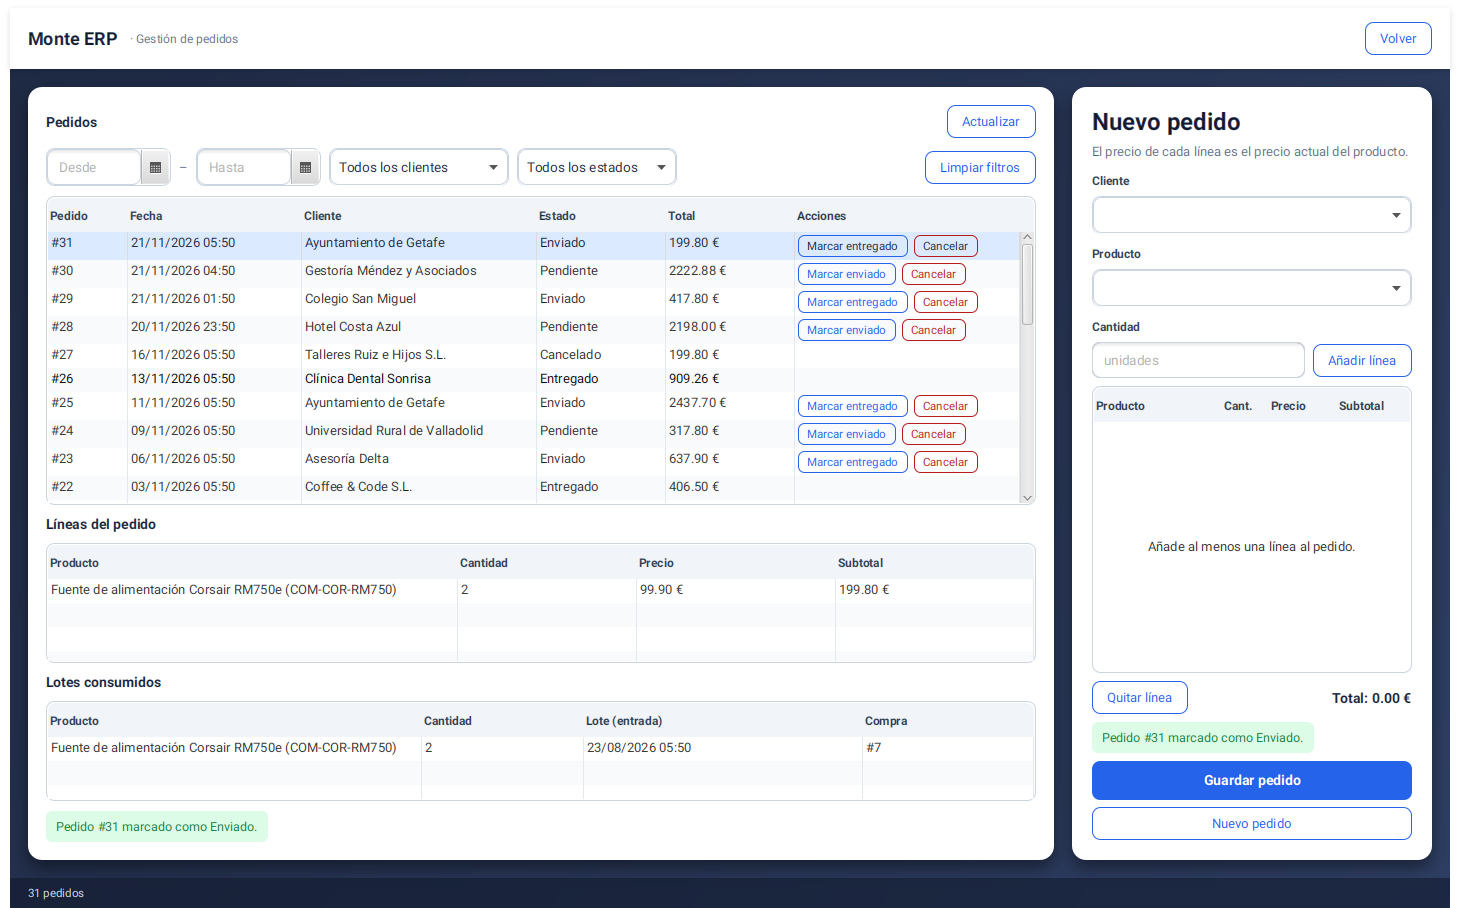 Monte ERP · Gestión de pedidos
Volver
Pedidos
Actualizar
Desde – Hasta Todos los clientes Todos los estados Limpiar filtros
Pedido Fecha Cliente Estado Total Acciones
#31 21/11/2026 05:50 Ayuntamiento de Getafe Enviado 199.80 € Marcar entregado Cancelar
#30 21/11/2026 04:50 Gestoría Méndez y Asociados Pendiente 2222.88 € Marcar enviado Cancelar
#29 21/11/2026 01:50 Colegio San Miguel Enviado 417.80 € Marcar entregado Cancelar
#28 20/11/2026 23:50 Hotel Costa Azul Pendiente 2198.00 € Marcar enviado Cancelar
#27 16/11/2026 05:50 Talleres Ruiz e Hijos S.L. Cancelado 199.80 €
#26 13/11/2026 05:50 Clínica Dental Sonrisa Entregado 909.26 €
#25 11/11/2026 05:50 Ayuntamiento de Getafe Enviado 2437.70 € Marcar entregado Cancelar
#24 09/11/2026 05:50 Universidad Rural de Valladolid Pendiente 317.80 € Marcar enviado Cancelar
#23 06/11/2026 05:50 Asesoría Delta Enviado 637.90 € Marcar entregado Cancelar
#22 03/11/2026 05:50 Coffee & Code S.L. Entregado 406.50 €
Líneas del pedido
Producto Cantidad Precio Subtotal
Fuente de alimentación Corsair RM750e (COM-COR-RM750) 2 99.90 € 199.80 €
Lotes consumidos
Producto Cantidad Lote (entrada) Compra
Fuente de alimentación Corsair RM750e (COM-COR-RM750) 2 23/08/2026 05:50 #7
Pedido #31 marcado como Enviado.
Nuevo pedido
El precio de cada línea es el precio actual del producto.
Cliente
Producto
Cantidad
unidades Añadir línea
Producto Cant. Precio Subtotal
Añade al menos una línea al pedido.
Quitar línea Total: 0.00 €
Pedido #31 marcado como Enviado.
Guardar pedido
Nuevo pedido
31 pedidos